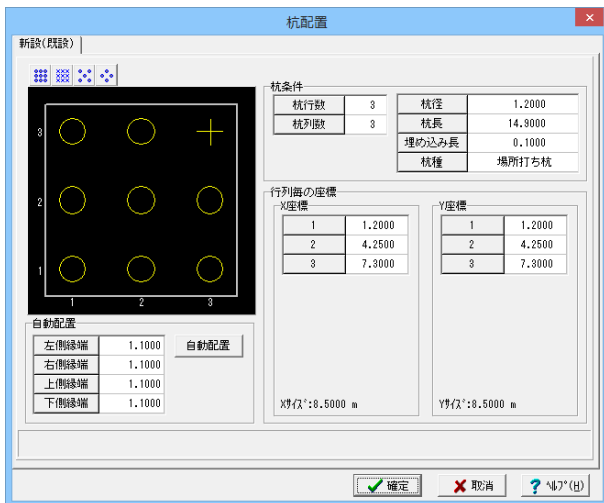 杭配置
新設(既設)
杭条件
杭行数 3
杭列数 3
杭径 1.2000
杭長 14.9000
埋め込み長 0.1000
杭種 場所打ち杭
3
2
1
1 2 3
行列毎の座標
X座標
1 1.2000
2 4.2500
3 7.3000
Xｻｲｽﾞ:8.5000 m
Y座標
1 1.2000
2 4.2500
3 7.3000
Yｻｲｽﾞ:8.5000 m
自動配置
左側縁端 1.1000
右側縁端 1.1000
上側縁端 1.1000
下側縁端 1.1000
自動配置
確定 取消 ? ﾍﾙﾌﾟ(H)